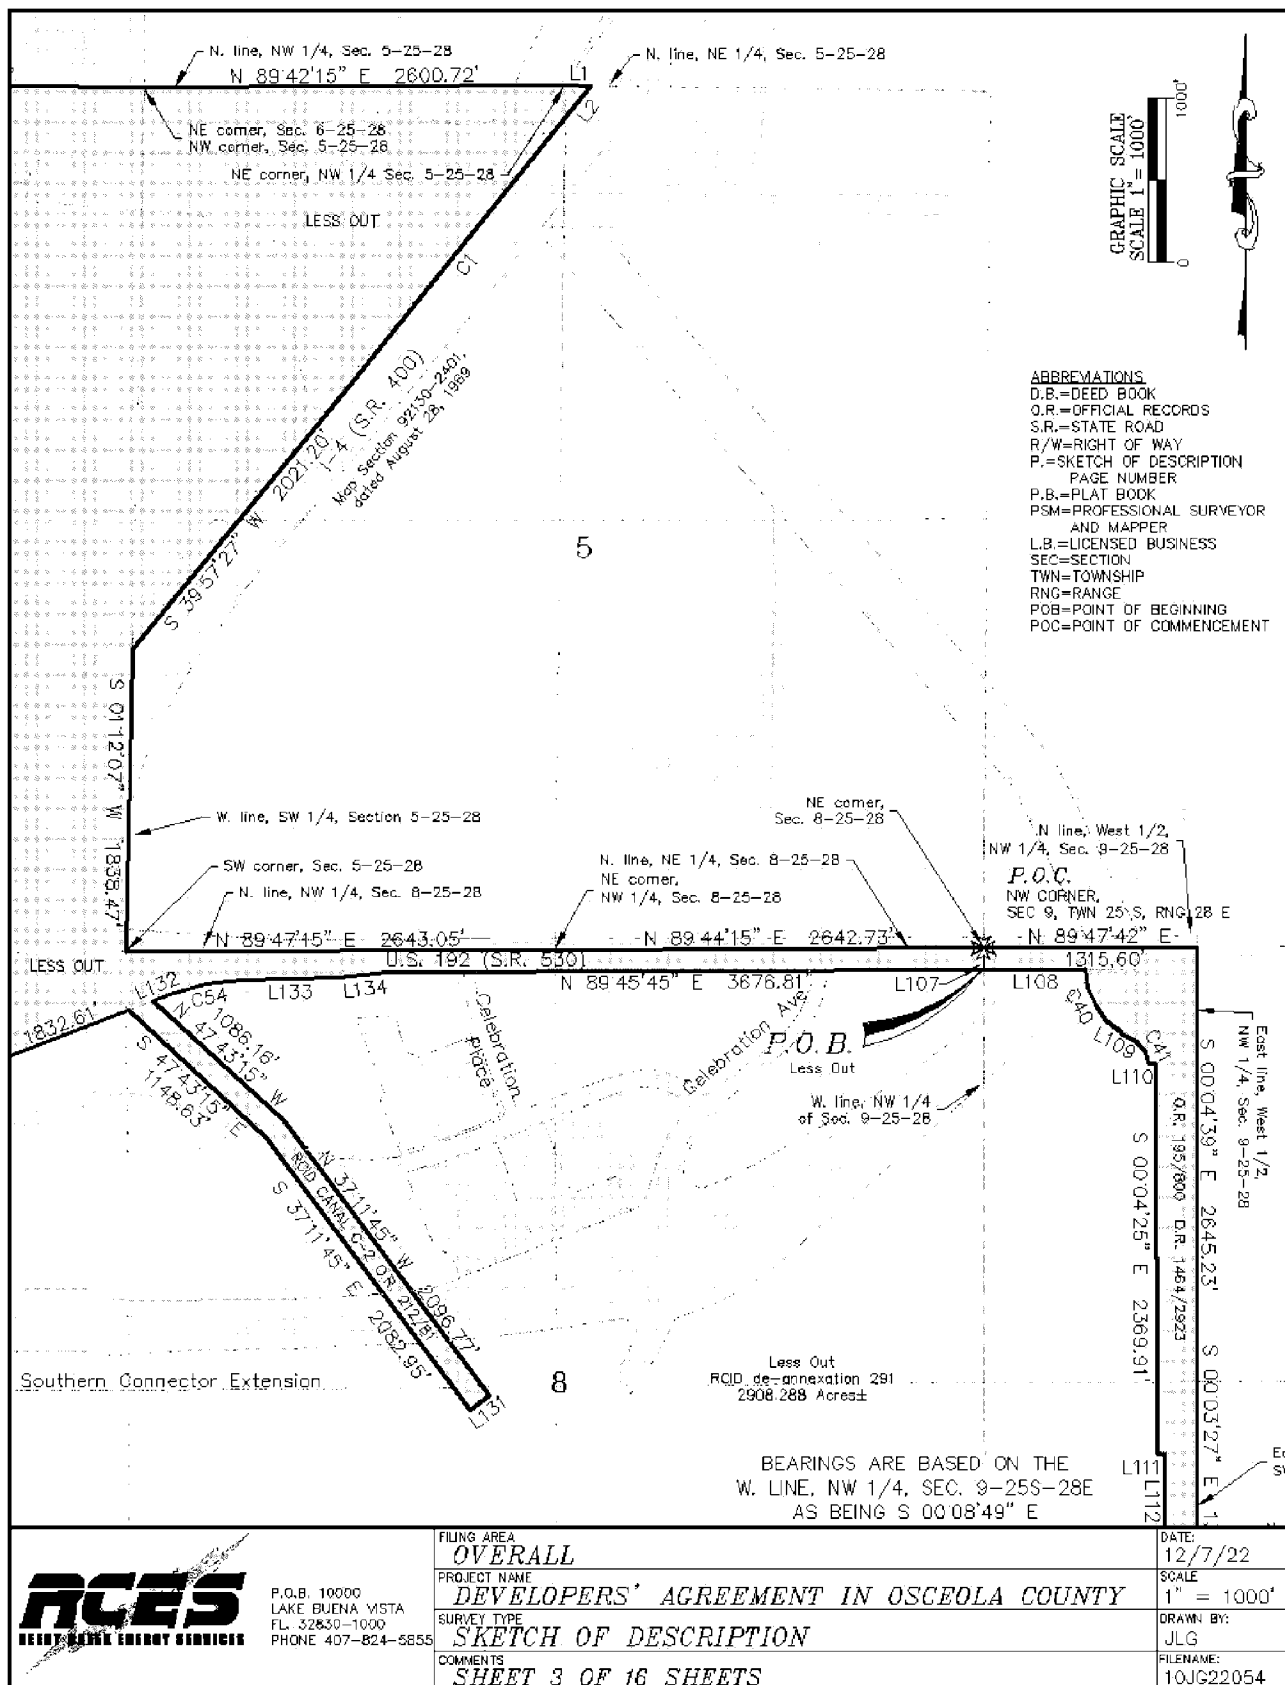 N. line, NW 1/4, Sec. 5-25-28
N 89°42'15" E 2600.72'
L1
N. line, NE 1/4, Sec. 5-25-28
L2
NE corner, Sec. 6-25-28
NW corner, Sec. 5-25-28
NE corner, NW 1/4 Sec. 5-25-28
LESS OUT
C1
GRAPHIC SCALE
SCALE 1" = 1000'
0
1000'
ABBREVIATIONS
D.B.=DEED BOOK
O.R.=OFFICIAL RECORDS
S.R.=STATE ROAD
R/W=RIGHT OF WAY
P.=SKETCH OF DESCRIPTION
PAGE NUMBER
P.B.=PLAT BOOK
PSM=PROFESSIONAL SURVEYOR
AND MAPPER
L.B.=LICENSED BUSINESS
SEC=SECTION
TWN=TOWNSHIP
RNG=RANGE
POB=POINT OF BEGINNING
POC=POINT OF COMMENCEMENT
S 39°57'27" W 2021.20'
I-4 (S.R. 400)
Map Section 92130-2401,
dated August 28, 1969
5
S 01°12'07" W 1838.47'
W. line, SW 1/4, Section 5-25-28
SW corner, Sec. 5-25-28
N. line, NW 1/4, Sec. 8-25-28
NE corner,
Sec. 8-25-28
N. line, NE 1/4, Sec. 8-25-28
NE corner,
NW 1/4, Sec. 8-25-28
N line, West 1/2,
NW 1/4, Sec. 9-25-28
P.O.C.
NW CORNER,
SEC 9, TWN 25 S, RNG 28 E
N 89°47'15" E 2643.05'
N 89°44'15" E 2642.73'
N 89°47'42" E
1315.60'
U.S. 192 (S.R. 530)
LESS OUT
L132
C54
L133
L134
N 89°45'45" E 3676.81'
L107
L108
C40
L109
C41
L110
1832.61
1086.16'
N 47°43'15" W
S 47°43'15" E
1148.63'
Celebration
Place
Celebration Ave
P.O.B.
Less Out
W. line, NW 1/4
of Sec. 9-25-28
East line, West 1/2,
NW 1/4, Sec. 9-25-28
S 00°04'39" E 2645.23'
O.R. 195/800 O.R. 1464/2923
S 00°04'25" E 2369.91'
S 00°03'27" E
N 37°11'45" W 2096.77'
RCID CANAL C-2 O.R. 212/81
S 37°11'45" E 2082.95'
L131
Southern Connector Extension
8
Less Out
RCID de-annexation 291
2908.288 Acres±
BEARINGS ARE BASED ON THE
W. LINE, NW 1/4, SEC. 9-25S-28E
AS BEING S 00°08'49" E
L111
L112
RCES
REEDY CREEK ENERGY SERVICES
P.O.B. 10000
LAKE BUENA VISTA
FL. 32830-1000
PHONE 407-824-5855
FILING AREA
OVERALL
PROJECT NAME
DEVELOPERS' AGREEMENT IN OSCEOLA COUNTY
SURVEY TYPE
SKETCH OF DESCRIPTION
COMMENTS
SHEET 3 OF 16 SHEETS
DATE:
12/7/22
SCALE
1" = 1000'
DRAWN BY:
JLG
FILENAME:
10JG22054